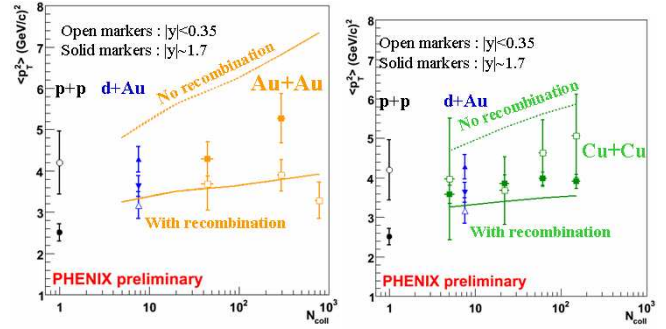 <p_T^2> (GeV/c)^2
8
7
6
5
4
3
2
1
Open markers : |y|<0.35
Solid markers : |y|~1.7
p+p
d+Au
No recombination
Au+Au
With recombination
PHENIX preliminary
1
10
10^2
10^3
N_coll
<p_T^2> (GeV/c)^2
8
7
6
5
4
3
2
1
Open markers : |y|<0.35
Solid markers : |y|~1.7
p+p
d+Au
No recombination
Cu+Cu
With recombination
PHENIX preliminary
1
10
10^2
10^3
N_coll